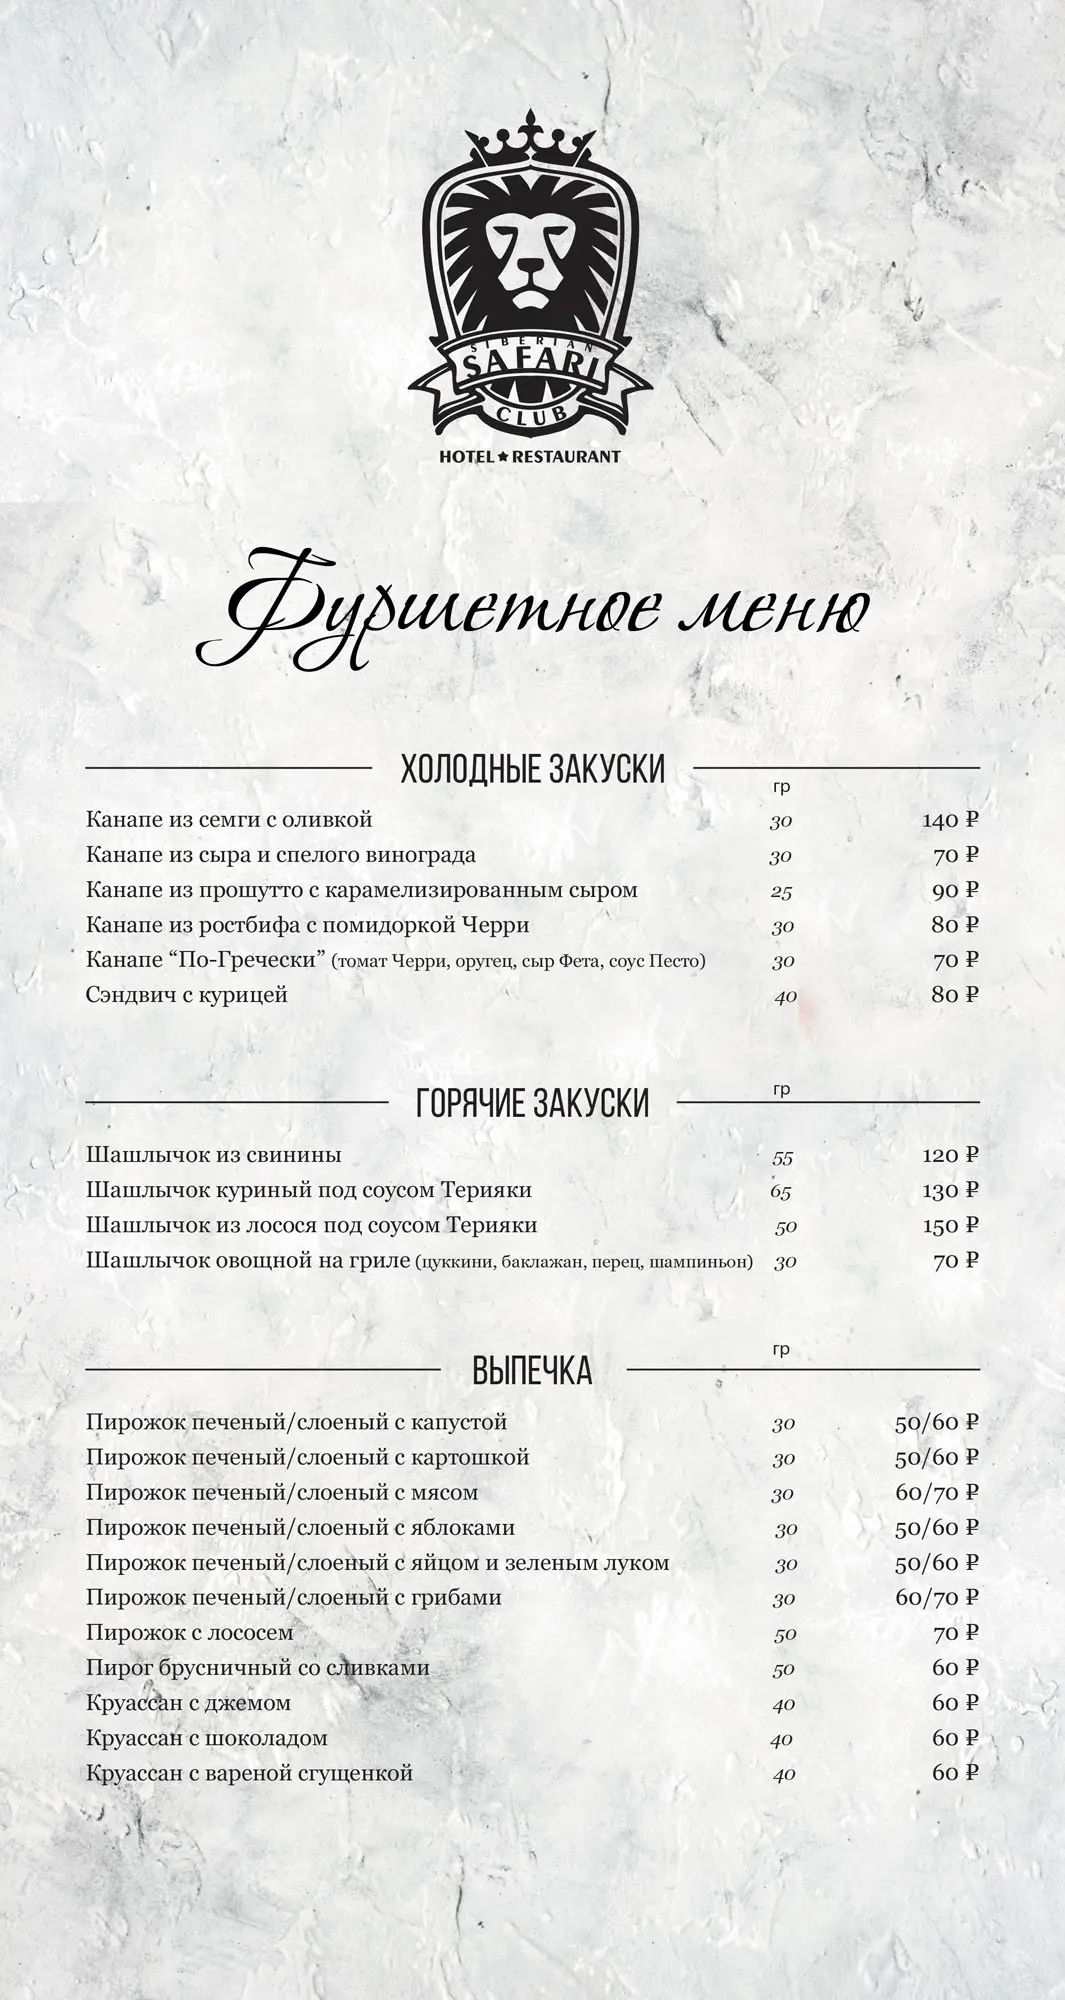 SIBERIAN
SAFARI
CLUB
HOTEL★RESTAURANT
Фуршетное меню
ХОЛОДНЫЕ ЗАКУСКИ
гр
Канапе из семги с оливкой 30 140 ₽
Канапе из сыра и спелого винограда 30 70 ₽
Канапе из прошутто с карамелизированным сыром 25 90 ₽
Канапе из ростбифа с помидоркой Черри 30 80 ₽
Канапе “По-Гречески” (томат Черри, оругец, сыр Фета, соус Песто) 30 70 ₽
Сэндвич с курицей 40 80 ₽
ГОРЯЧИЕ ЗАКУСКИ гр
Шашлычок из свинины 55 120 ₽
Шашлычок куриный под соусом Терияки 65 130 ₽
Шашлычок из лосося под соусом Терияки 50 150 ₽
Шашлычок овощной на гриле (цуккини, баклажан, перец, шампиньон) 30 70 ₽
ВЫПЕЧКА гр
Пирожок печеный/слоеный с капустой 30 50/60 ₽
Пирожок печеный/слоеный с картошкой 30 50/60 ₽
Пирожок печеный/слоеный с мясом 30 60/70 ₽
Пирожок печеный/слоеный с яблоками 30 50/60 ₽
Пирожок печеный/слоеный с яйцом и зеленым луком 30 50/60 ₽
Пирожок печеный/слоеный с грибами 30 60/70 ₽
Пирожок с лососем 50 70 ₽
Пирог брусничный со сливками 50 60 ₽
Круассан с джемом 40 60 ₽
Круассан с шоколадом 40 60 ₽
Круассан с вареной сгущенкой 40 60 ₽